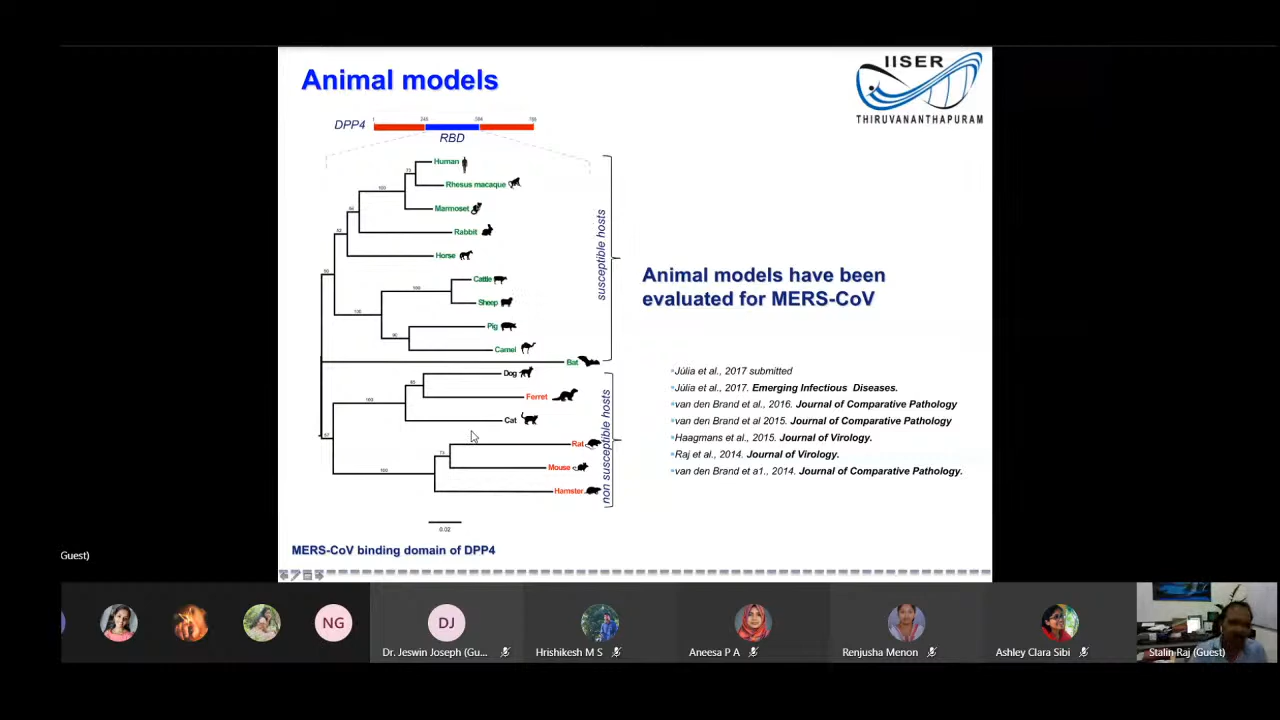 Animal models
IISER
THIRUVANANTHAPURAM
DPP4
RBD
Human
Rhesus macaque
Marmoset
Rabbit
Horse
Cattle
Sheep
Pig
Camel
Bat
Dog
Ferret
Cat
Rat
Mouse
Hamster
susceptible hosts
non susceptible hosts
0.02
MERS-CoV binding domain of DPP4
Animal models have been
evaluated for MERS-CoV
▪Júlia et al., 2017 submitted
▪Júlia et al., 2017. Emerging Infectious Diseases.
▪van den Brand et al., 2016. Journal of Comparative Pathology
▪van den Brand et al 2015. Journal of Comparative Pathology
▪Haagmans et al., 2015. Journal of Virology.
▪Raj et al., 2014. Journal of Virology.
▪van den Brand et a1., 2014. Journal of Comparative Pathology.
Guest)
NG
DJ
Dr. Jeswin Joseph (Gu...
Hrishikesh M S
Aneesa P A
Renjusha Menon
Ashley Clara Sibi
Stalin Raj (Guest)